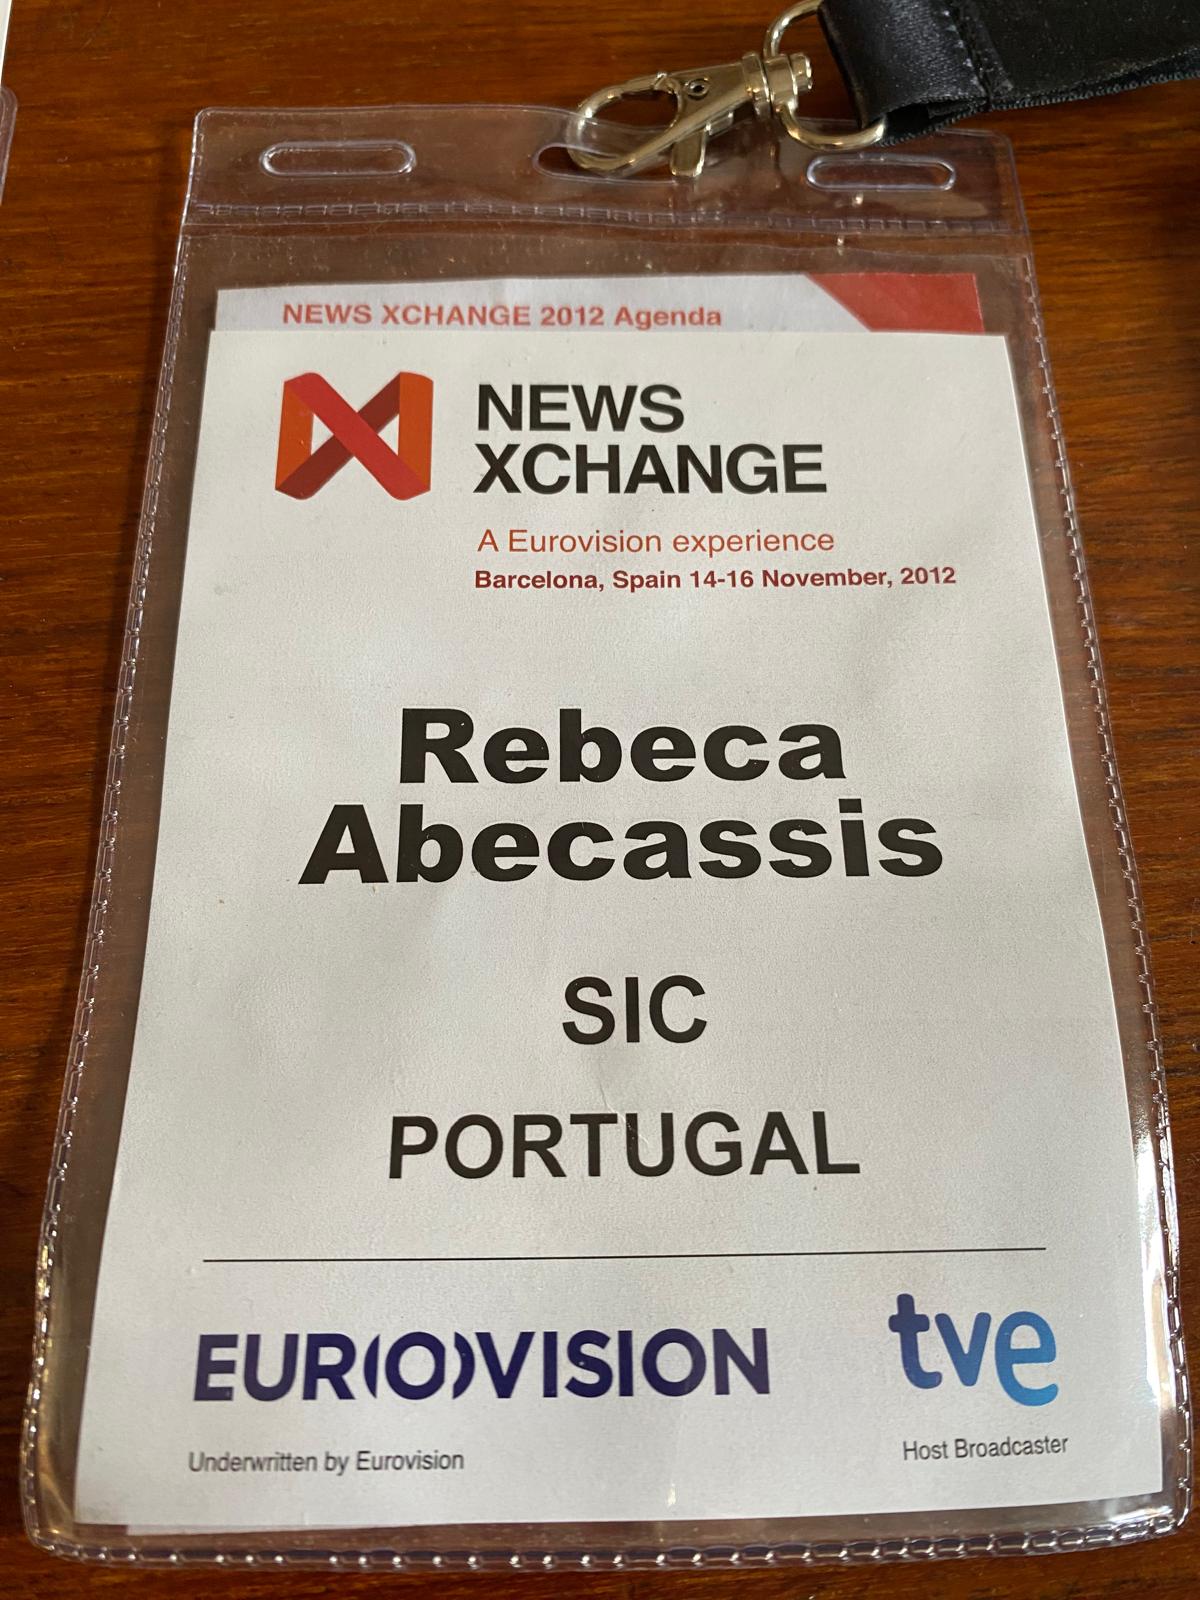 NEWS XCHANGE 2012 Agenda
NEWS
XCHANGE
A Eurovision experience
Barcelona, Spain 14-16 November, 2012
Rebeca
Abecassis
SIC
PORTUGAL
EUR(O)VISION
tve
Underwritten by Eurovision
Host Broadcaster